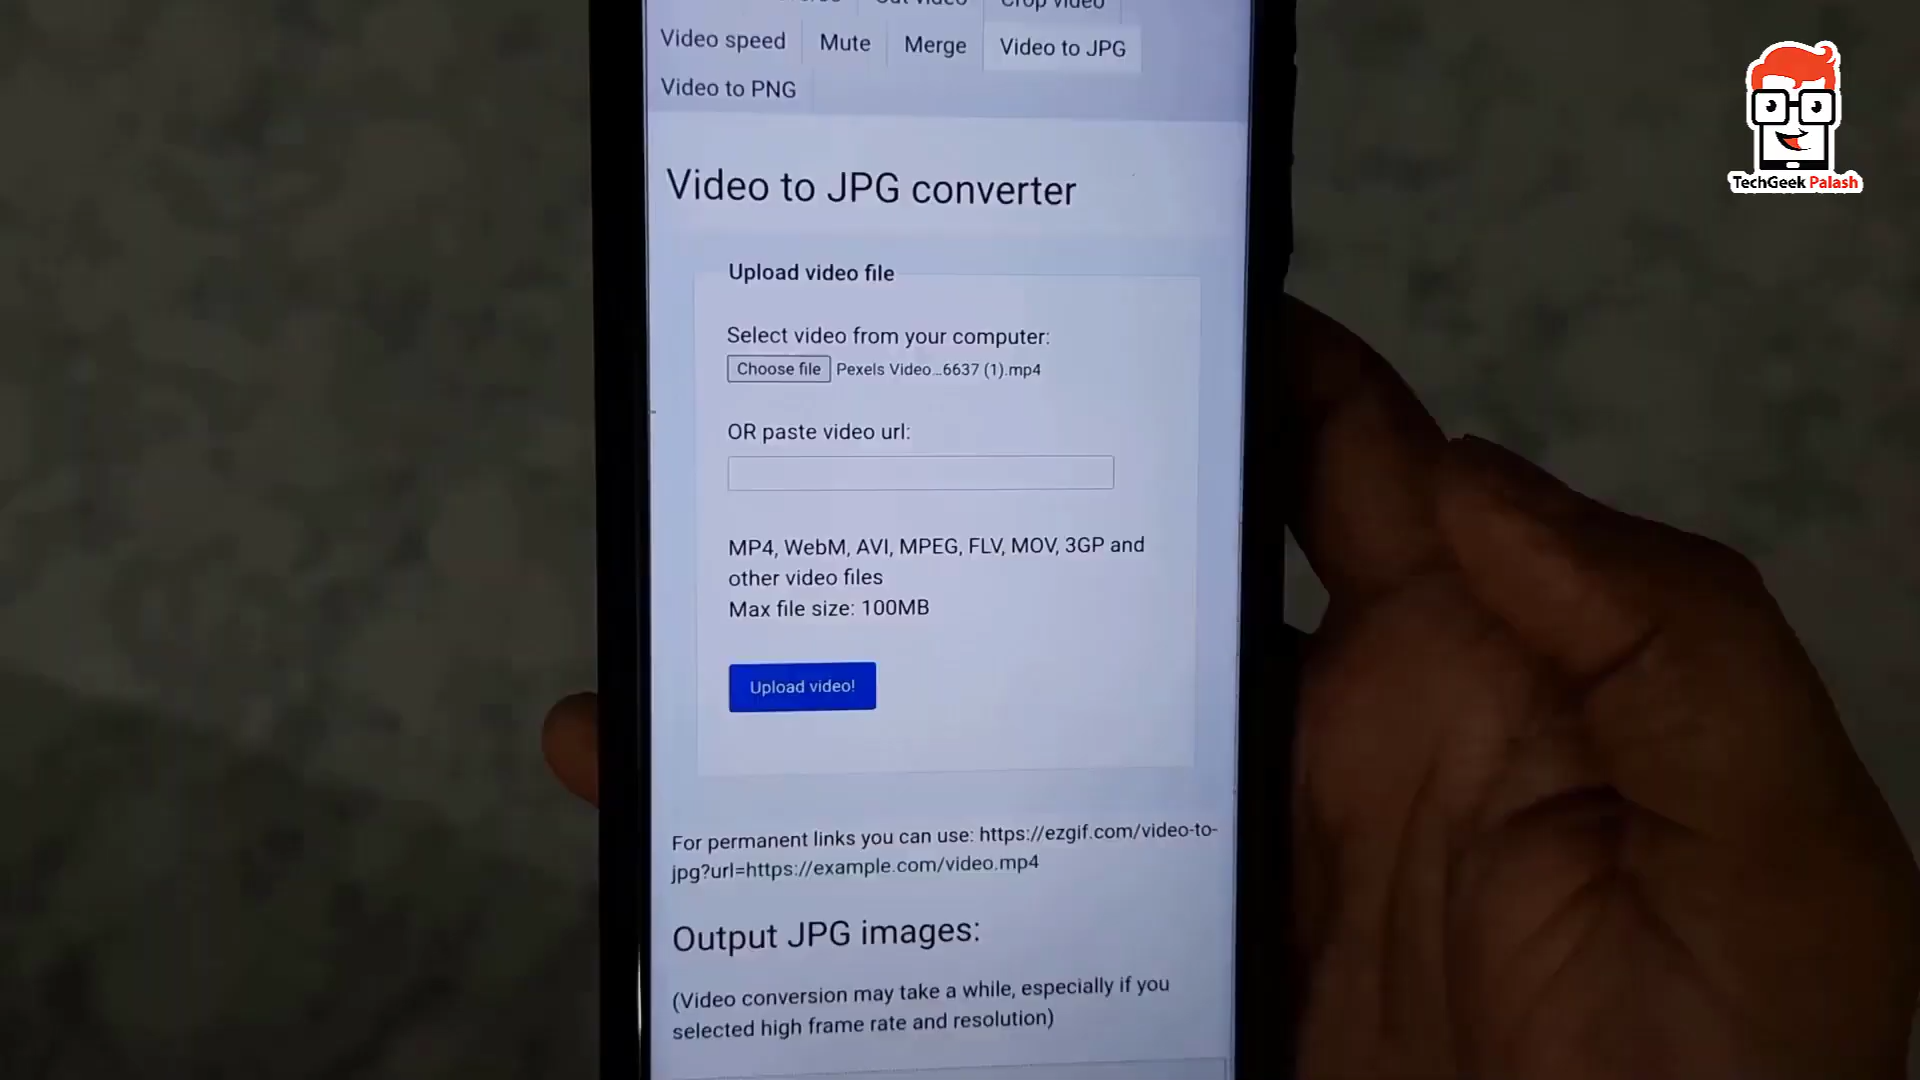 Cut video
Crop video
Video speed Mute Merge Video to JPG
Video to PNG
Video to JPG converter
Upload video file
Select video from your computer:
Choose file Pexels Video...6637 (1).mp4
OR paste video url:
MP4, WebM, AVI, MPEG, FLV, MOV, 3GP and
other video files
Max file size: 100MB
Upload video!
For permanent links you can use: https://ezgif.com/video-to-
jpg?url=https://example.com/video.mp4
Output JPG images:
(Video conversion may take a while, especially if you
selected high frame rate and resolution)
TechGeek Palash